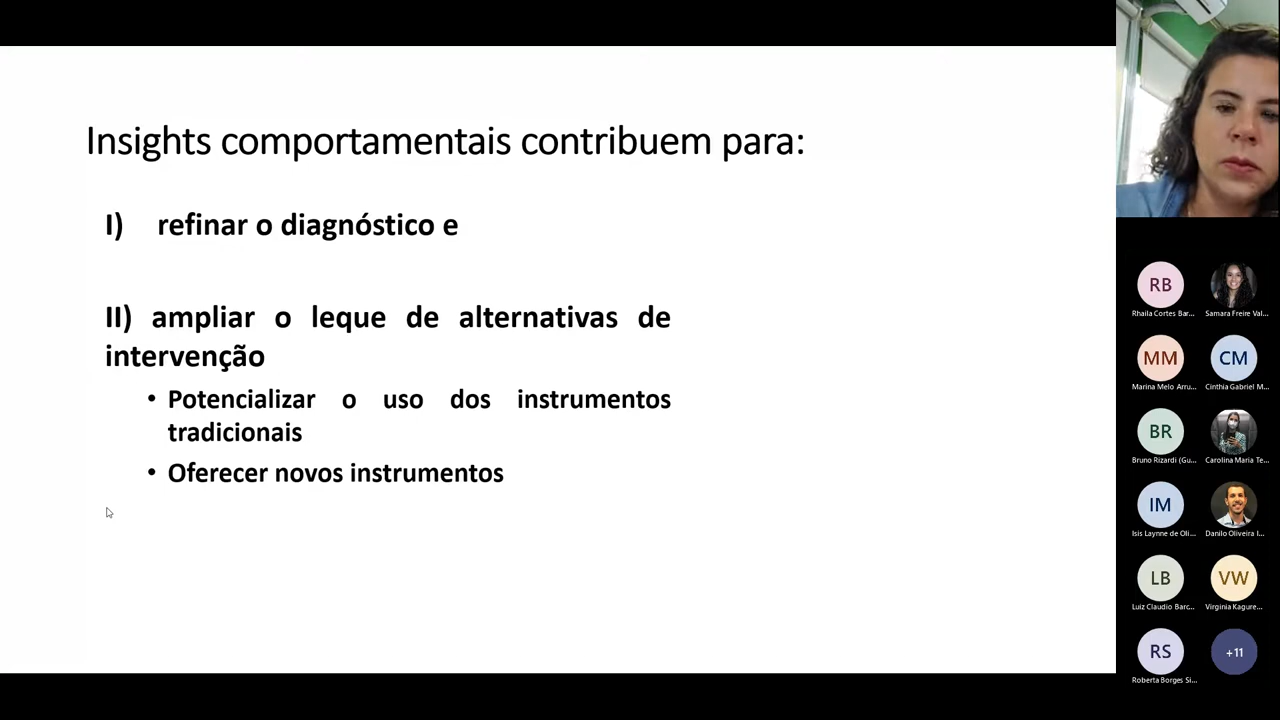 Insights comportamentais contribuem para:
I) refinar o diagnóstico e
II) ampliar o leque de alternativas de
intervenção
• Potencializar o uso dos instrumentos
tradicionais
• Oferecer novos instrumentos
RB
Rhaila Cortes Bar...
Samara Freire Val...
MM
CM
Marina Melo Arru...
Cinthia Gabriel M...
BR
Bruno Rizardi (Gu...
Carolina Maria Te...
IM
Isis Laynne de Oli...
Danilo Oliveira I...
LB
VW
Luiz Claudio Barc...
Virginia Kagure...
RS
+11
Roberta Borges Si...